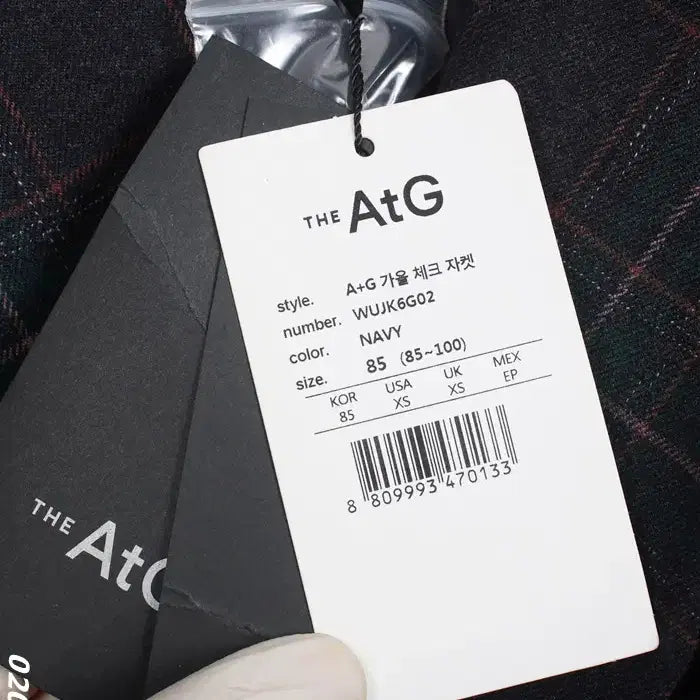 THE AtG
style. A+G 가을 체크 자켓
number. WUJK6G02
color. NAVY
size. 85 (85~100)
KOR USA UK MEX
85 XS XS EP
8 809993 470133
THE AtG
020